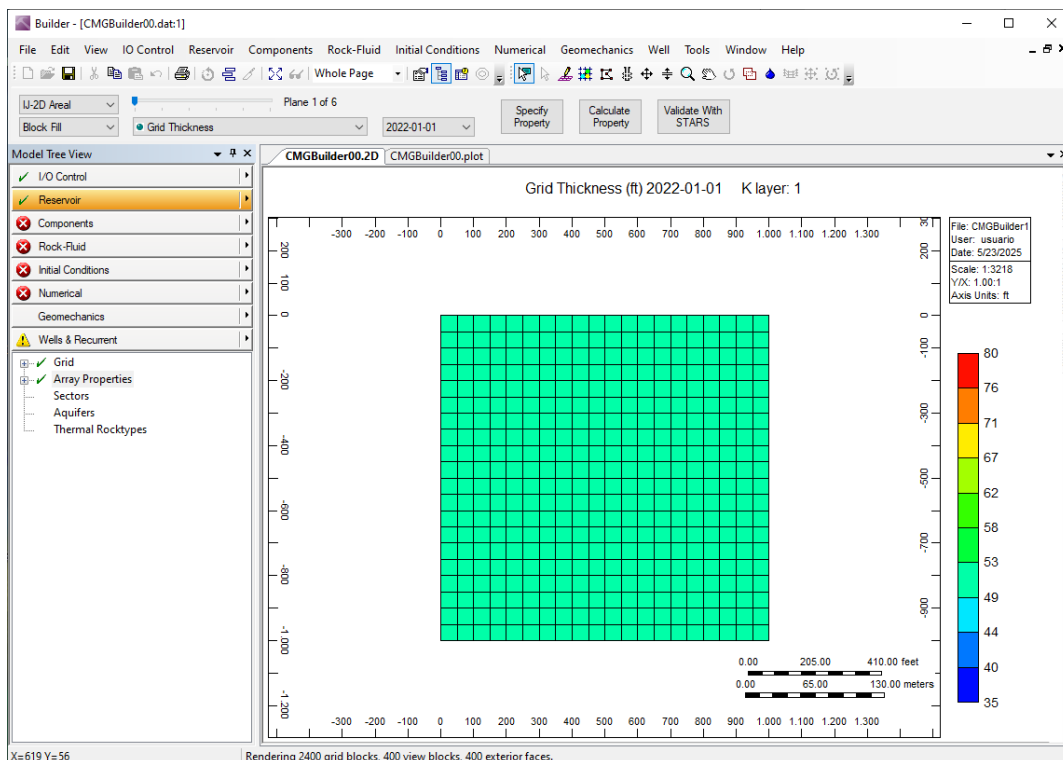 Builder - [CMGBuilder00.dat:1]
File Edit View IO Control Reservoir Components Rock-Fluid Initial Conditions Numerical Geomechanics Well Tools Window Help
Whole Page
IJ-2D Areal
Plane 1 of 6
Block Fill
Grid Thickness
2022-01-01
Specify Property
Calculate Property
Validate With STARS
Model Tree View
CMGBuilder00.2D CMGBuilder00.plot
I/O Control
Reservoir
Components
Rock-Fluid
Initial Conditions
Numerical
Geomechanics
Wells & Recurrent
Grid
Array Properties
Sectors
Aquifers
Thermal Rocktypes
Grid Thickness (ft) 2022-01-01 K layer: 1
-300 -200 -100 0 100 200 300 400 500 600 700 800 900 1.000 1.100 1.200 1.300
200
100
0
-200
-400
-600
-800
-1.000
-1.200
30
200
0
-100
-300
-500
-700
-900
File: CMGBuilder1
User: usuario
Date: 5/23/2025
Scale: 1:3218
Y/X: 1.00:1
Axis Units: ft
80
76
71
67
62
58
53
49
44
40
35
0.00 205.00 410.00 feet
0.00 65.00 130.00 meters
-300 -200 -100 0 100 200 300 400 500 600 700 800 900 1.000 1.100 1.200 1.300
X=619 Y=56
Rendering 2400 grid blocks, 400 view blocks, 400 exterior faces.